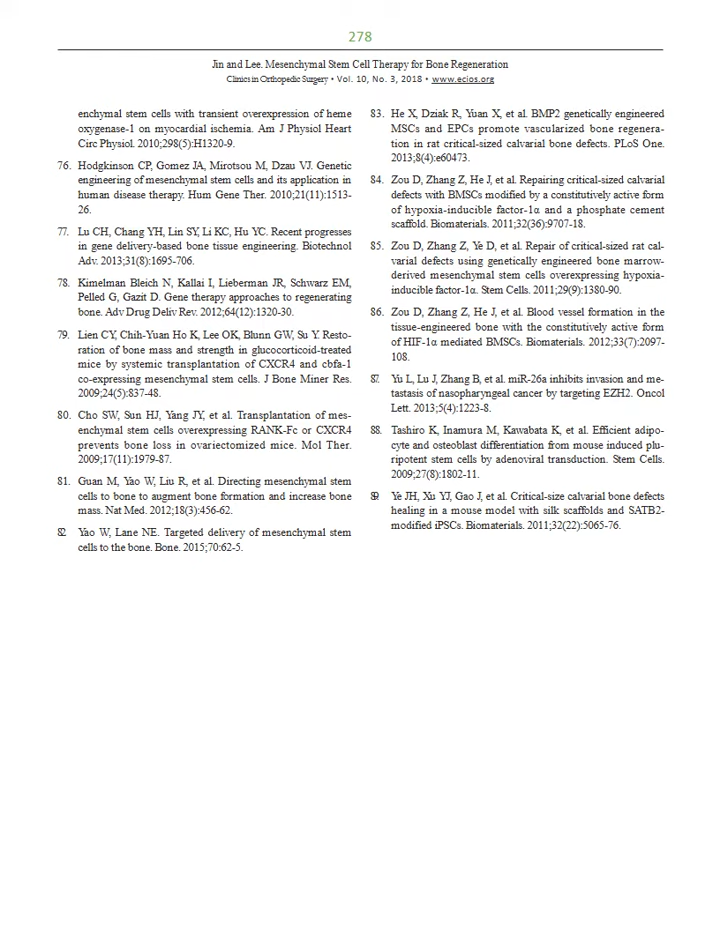 278
Jin and Lee. Mesenchymal Stem Cell Therapy for Bone Regeneration
Clinics in Orthopedic Surgery • Vol. 10, No. 3, 2018 • www.ecios.org
enchymal stem cells with transient overexpression of heme
oxygenase-1 on myocardial ischemia. Am J Physiol Heart
Circ Physiol. 2010;298(5):H1320-9.
76. Hodgkinson CP, Gomez JA, Mirotsou M, Dzau VJ. Genetic
engineering of mesenchymal stem cells and its application in
human disease therapy. Hum Gene Ther. 2010;21(11):1513-
26.
77. Lu CH, Chang YH, Lin SY, Li KC, Hu YC. Recent progresses
in gene delivery-based bone tissue engineering. Biotechnol
Adv. 2013;31(8):1695-706.
78. Kimelman Bleich N, Kallai I, Lieberman JR, Schwarz EM,
Pelled G, Gazit D. Gene therapy approaches to regenerating
bone. Adv Drug Deliv Rev. 2012;64(12):1320-30.
79. Lien CY, Chih-Yuan Ho K, Lee OK, Blunn GW, Su Y. Resto-
ration of bone mass and strength in glucocorticoid-treated
mice by systemic transplantation of CXCR4 and cbfa-1
co-expressing mesenchymal stem cells. J Bone Miner Res.
2009;24(5):837-48.
80. Cho SW, Sun HJ, Yang JY, et al. Transplantation of mes-
enchymal stem cells overexpressing RANK-Fc or CXCR4
prevents bone loss in ovariectomized mice. Mol Ther.
2009;17(11):1979-87.
81. Guan M, Yao W, Liu R, et al. Directing mesenchymal stem
cells to bone to augment bone formation and increase bone
mass. Nat Med. 2012;18(3):456-62.
82. Yao W, Lane NE. Targeted delivery of mesenchymal stem
cells to the bone. Bone. 2015;70:62-5.
83. He X, Dziak R, Yuan X, et al. BMP2 genetically engineered
MSCs and EPCs promote vascularized bone regenera-
tion in rat critical-sized calvarial bone defects. PLoS One.
2013;8(4):e60473.
84. Zou D, Zhang Z, He J, et al. Repairing critical-sized calvarial
defects with BMSCs modified by a constitutively active form
of hypoxia-inducible factor-1α and a phosphate cement
scaffold. Biomaterials. 2011;32(36):9707-18.
85. Zou D, Zhang Z, Ye D, et al. Repair of critical-sized rat cal-
varial defects using genetically engineered bone marrow-
derived mesenchymal stem cells overexpressing hypoxia-
inducible factor-1α. Stem Cells. 2011;29(9):1380-90.
86. Zou D, Zhang Z, He J, et al. Blood vessel formation in the
tissue-engineered bone with the constitutively active form
of HIF-1α mediated BMSCs. Biomaterials. 2012;33(7):2097-
108.
87. Yu L, Lu J, Zhang B, et al. miR-26a inhibits invasion and me-
tastasis of nasopharyngeal cancer by targeting EZH2. Oncol
Lett. 2013;5(4):1223-8.
88. Tashiro K, Inamura M, Kawabata K, et al. Efficient adipo-
cyte and osteoblast differentiation from mouse induced plu-
ripotent stem cells by adenoviral transduction. Stem Cells.
2009;27(8):1802-11.
89. Ye JH, Xu YJ, Gao J, et al. Critical-size calvarial bone defects
healing in a mouse model with silk scaffolds and SATB2-
modified iPSCs. Biomaterials. 2011;32(22):5065-76.